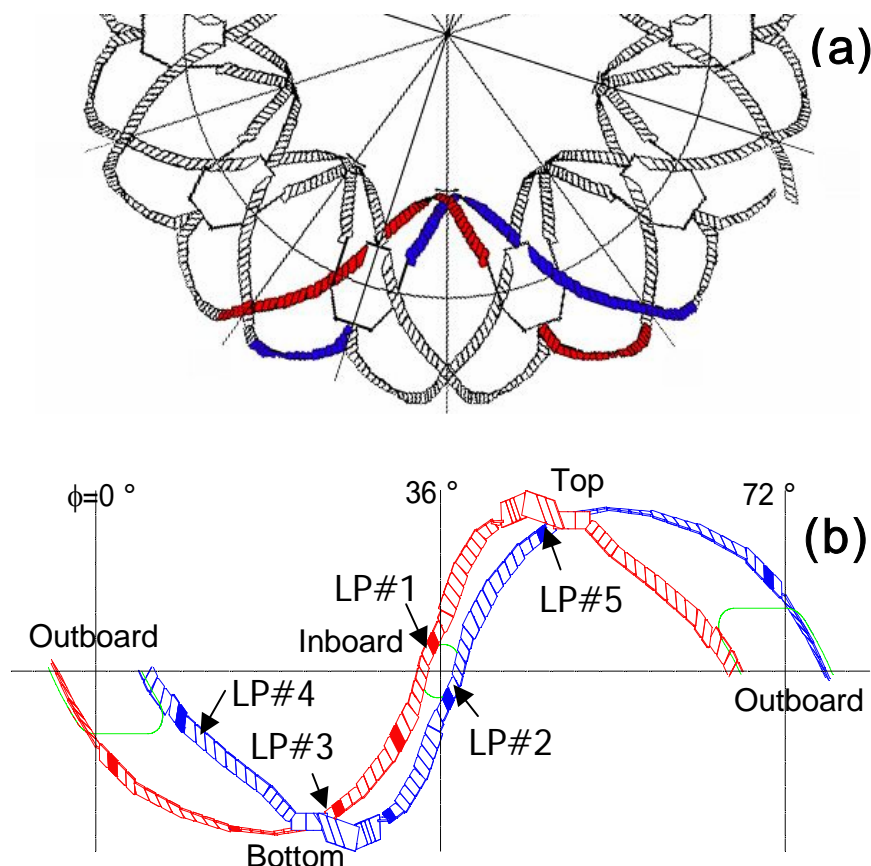 (a)
Top
ϕ=0 °
36 °
72 °
(b)
LP#1
LP#5
Outboard
Inboard
LP#4
Outboard
LP#3
LP#2
Bottom